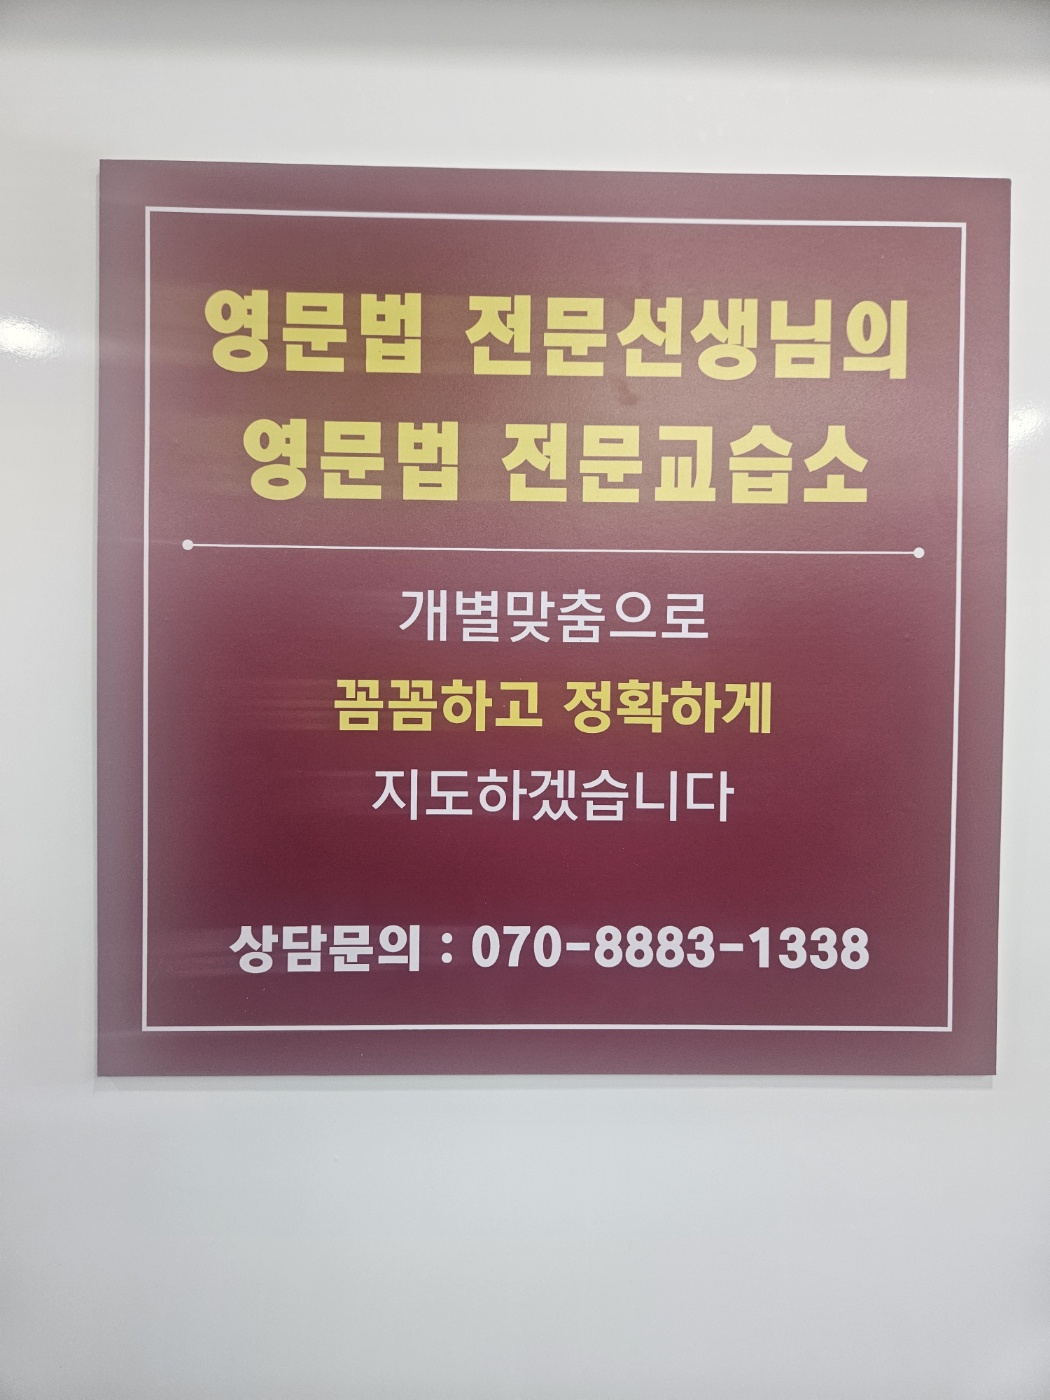 영문법 전문선생님의
영문법 전문교습소
개별맞춤으로
꼼꼼하고 정확하게
지도하겠습니다
상담문의 : 070-8883-1338